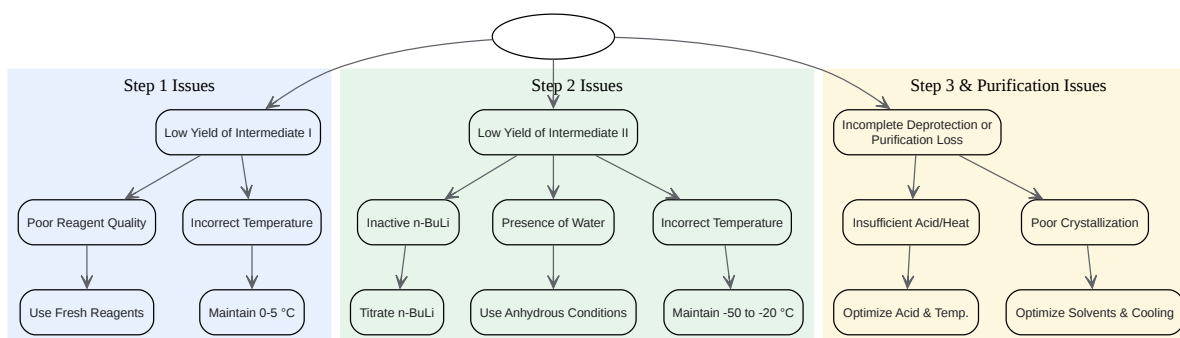 Step 1 Issues
Step 2 Issues
Step 3 & Purification Issues
Low Yield of Intermediate I
Low Yield of Intermediate II
Incomplete Deprotection or
Purification Loss
Poor Reagent Quality
Incorrect Temperature
Inactive n-BuLi
Presence of Water
Incorrect Temperature
Insufficient Acid/Heat
Poor Crystallization
Use Fresh Reagents
Maintain 0-5 °C
Titrate n-BuLi
Use Anhydrous Conditions
Maintain -50 to -20 °C
Optimize Acid & Temp.
Optimize Solvents & Cooling